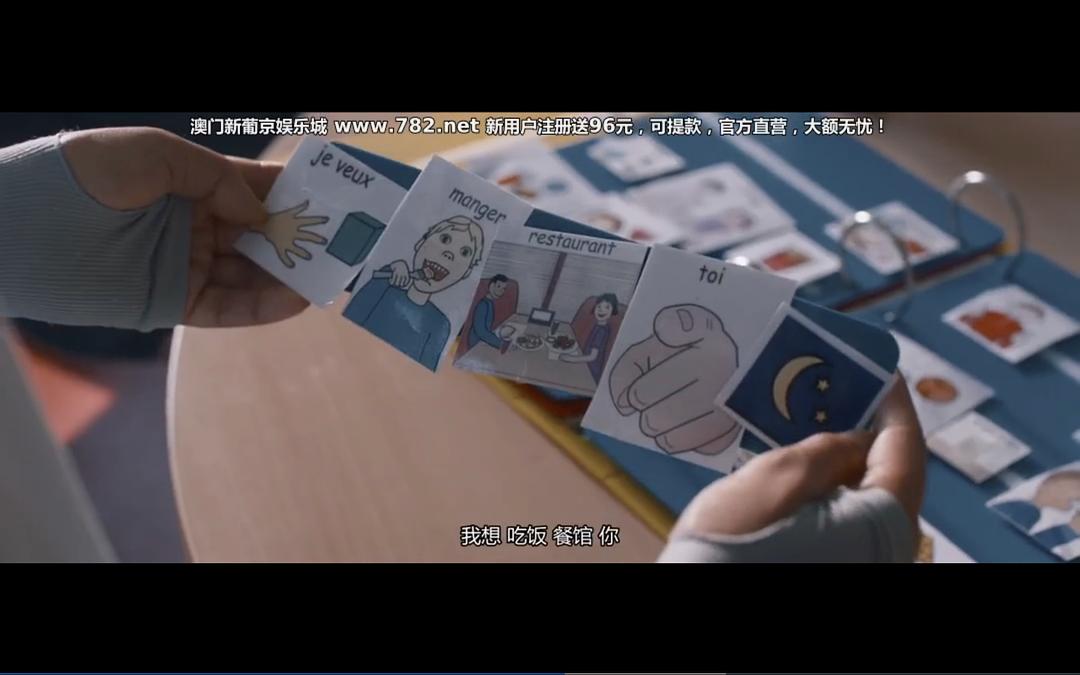 澳门新葡京娱乐城 www.782.net 新用户注册送96元，可提款，官方直营，大额无忧！
je veux
manger
restaurant
toi
我想 吃饭 餐馆 你